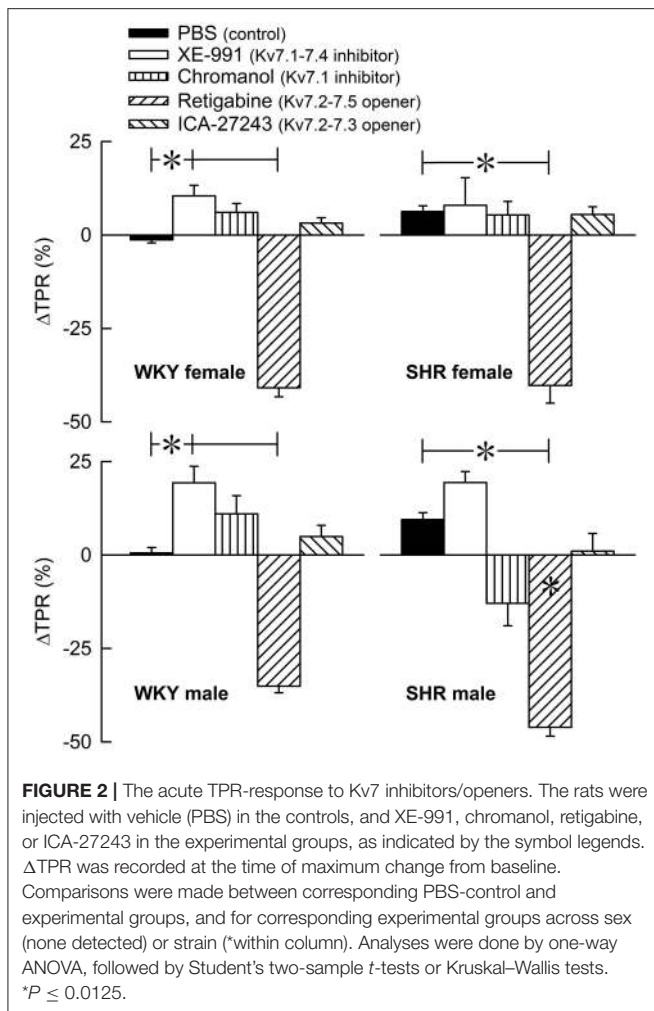 PBS (control)
XE-991 (Kv7.1-7.4 inhibitor)
Chromanol (Kv7.1 inhibitor)
Retigabine (Kv7.2-7.5 opener)
ICA-27243 (Kv7.2-7.3 opener)
25
0
-25
-50
ΔTPR (%)
*
WKY female
*
SHR female
25
0
-25
-50
ΔTPR (%)
*
WKY male
*
*
SHR male
FIGURE 2 | The acute TPR-response to Kv7 inhibitors/openers. The rats were
injected with vehicle (PBS) in the controls, and XE-991, chromanol, retigabine,
or ICA-27243 in the experimental groups, as indicated by the symbol legends.
ΔTPR was recorded at the time of maximum change from baseline.
Comparisons were made between corresponding PBS-control and
experimental groups, and for corresponding experimental groups across sex
(none detected) or strain (*within column). Analyses were done by one-way
ANOVA, followed by Student's two-sample t-tests or Kruskal–Wallis tests.
*P ≤ 0.0125.